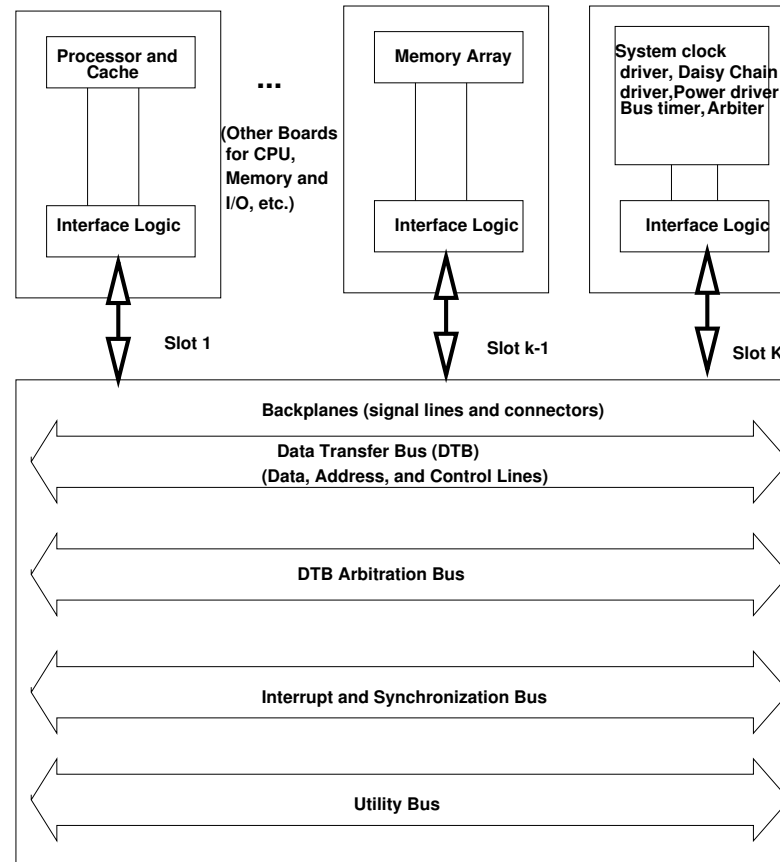 Processor and
Cache
Interface Logic
...
(Other Boards
for CPU,
Memory and
I/O, etc.)
Memory Array
Interface Logic
System clock
driver, Daisy Chain
driver,Power driver
Bus timer, Arbiter
Interface Logic
Slot 1
Slot k-1
Slot K
Backplanes (signal lines and connectors)
Data Transfer Bus (DTB)
(Data, Address, and Control Lines)
DTB Arbitration Bus
Interrupt and Synchronization Bus
Utility Bus